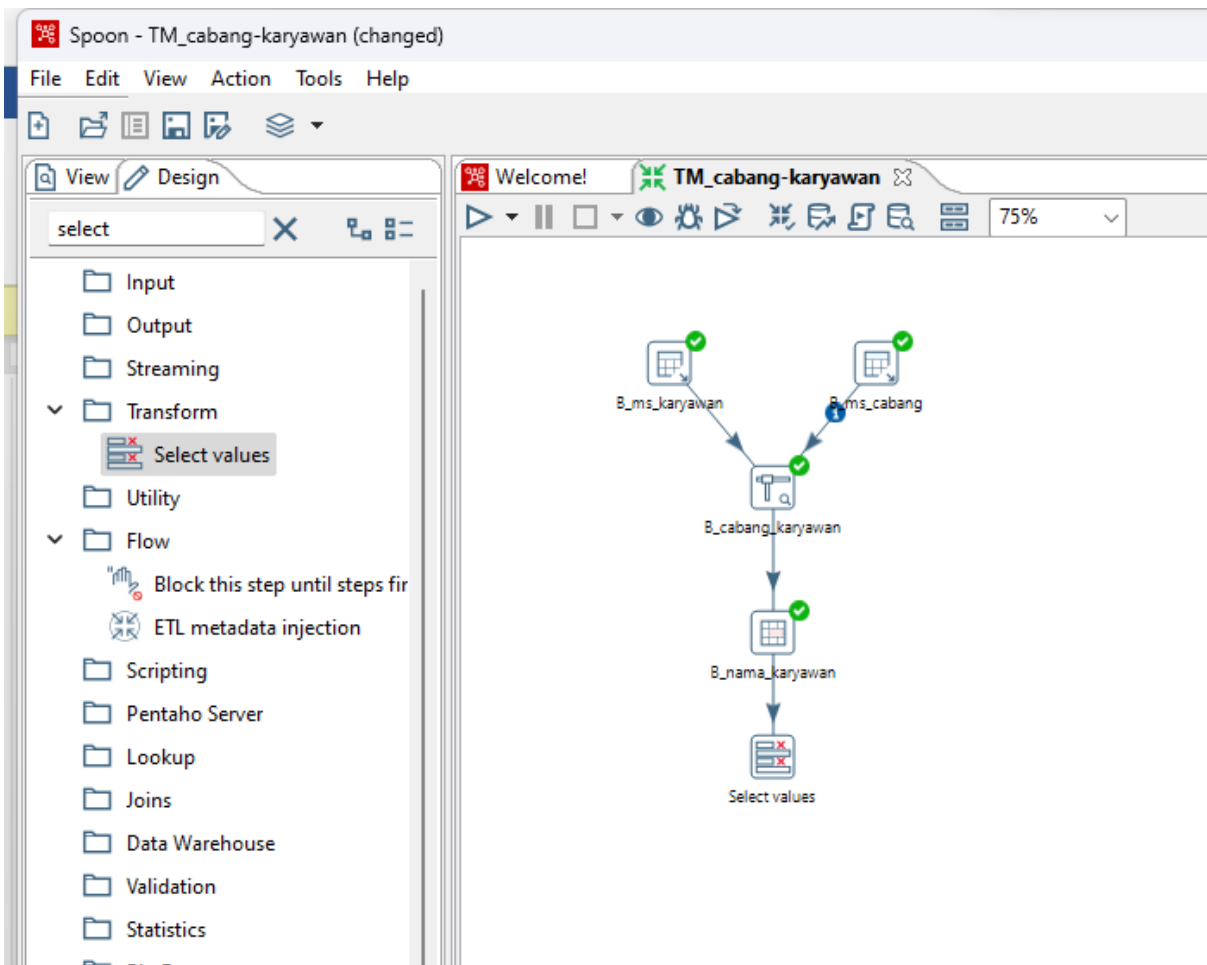 Spoon - TM_cabang-karyawan (changed)
File Edit View Action Tools Help
View Design
Welcome! TM_cabang-karyawan
select
75%
Input
Output
Streaming
Transform
Select values
Utility
Flow
Block this step until steps fir
ETL metadata injection
Scripting
Pentaho Server
Lookup
Joins
Data Warehouse
Validation
Statistics
B_ms_karyawan
B_ms_cabang
B_cabang_karyawan
B_nama_karyawan
Select values